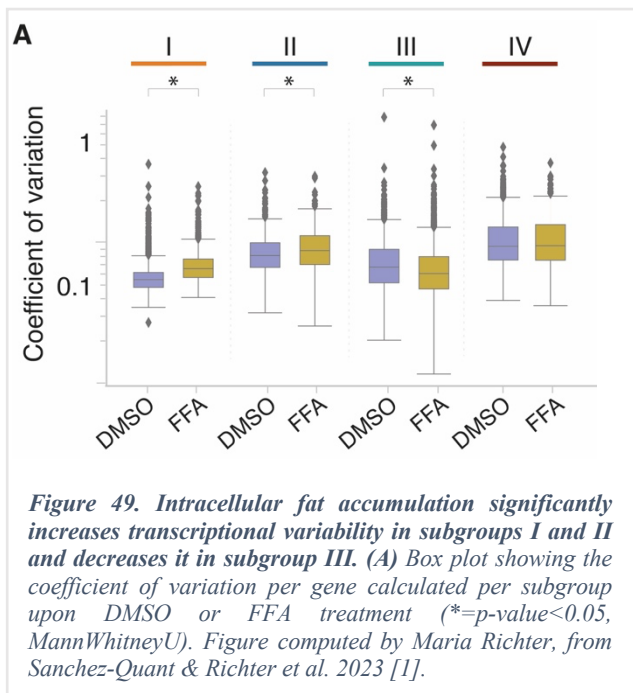 A
I II III IV
* * *
Coefficient of variation
1
0.1
DMSO FFA DMSO FFA DMSO FFA DMSO FFA
Figure 49. Intracellular fat accumulation significantly
increases transcriptional variability in subgroups I and II
and decreases it in subgroup III. (A) Box plot showing the
coefficient of variation per gene calculated per subgroup
upon DMSO or FFA treatment (*=p-value<0.05,
MannWhitneyU). Figure computed by Maria Richter, from
Sanchez-Quant & Richter et al. 2023 [1].